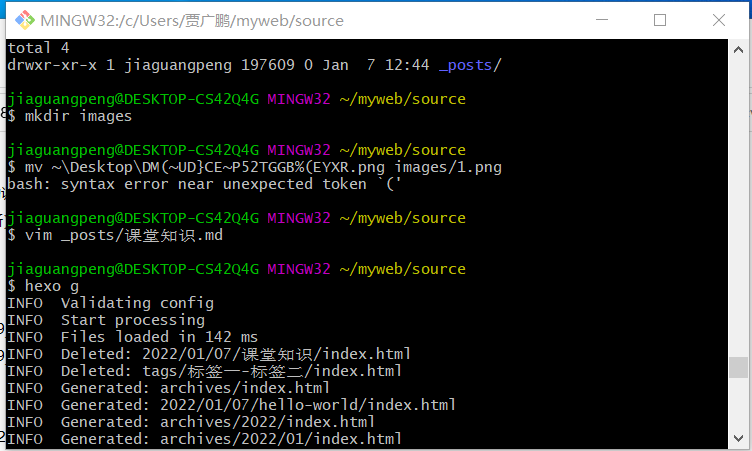 MINGW32:/c/Users/贾广鹏/myweb/source
total 4
drwxr-xr-x 1 jiaguangpeng 197609 0 Jan  7 12:44 _posts/
jiaguangpeng@DESKTOP-CS42Q4G MINGW32 ~/myweb/source
$ mkdir images
jiaguangpeng@DESKTOP-CS42Q4G MINGW32 ~/myweb/source
$ mv ~\Desktop\DM(~UD}CE~P52TGGB%(EYXR.png images/1.png
bash: syntax error near unexpected token `('
jiaguangpeng@DESKTOP-CS42Q4G MINGW32 ~/myweb/source
$ vim _posts/课堂知识.md
jiaguangpeng@DESKTOP-CS42Q4G MINGW32 ~/myweb/source
$ hexo g
INFO  Validating config
INFO  Start processing
INFO  Files loaded in 142 ms
INFO  Deleted: 2022/01/07/课堂知识/index.html
INFO  Deleted: tags/标签一-标签二/index.html
INFO  Generated: archives/index.html
INFO  Generated: 2022/01/07/hello-world/index.html
INFO  Generated: archives/2022/index.html
INFO  Generated: archives/2022/01/index.html